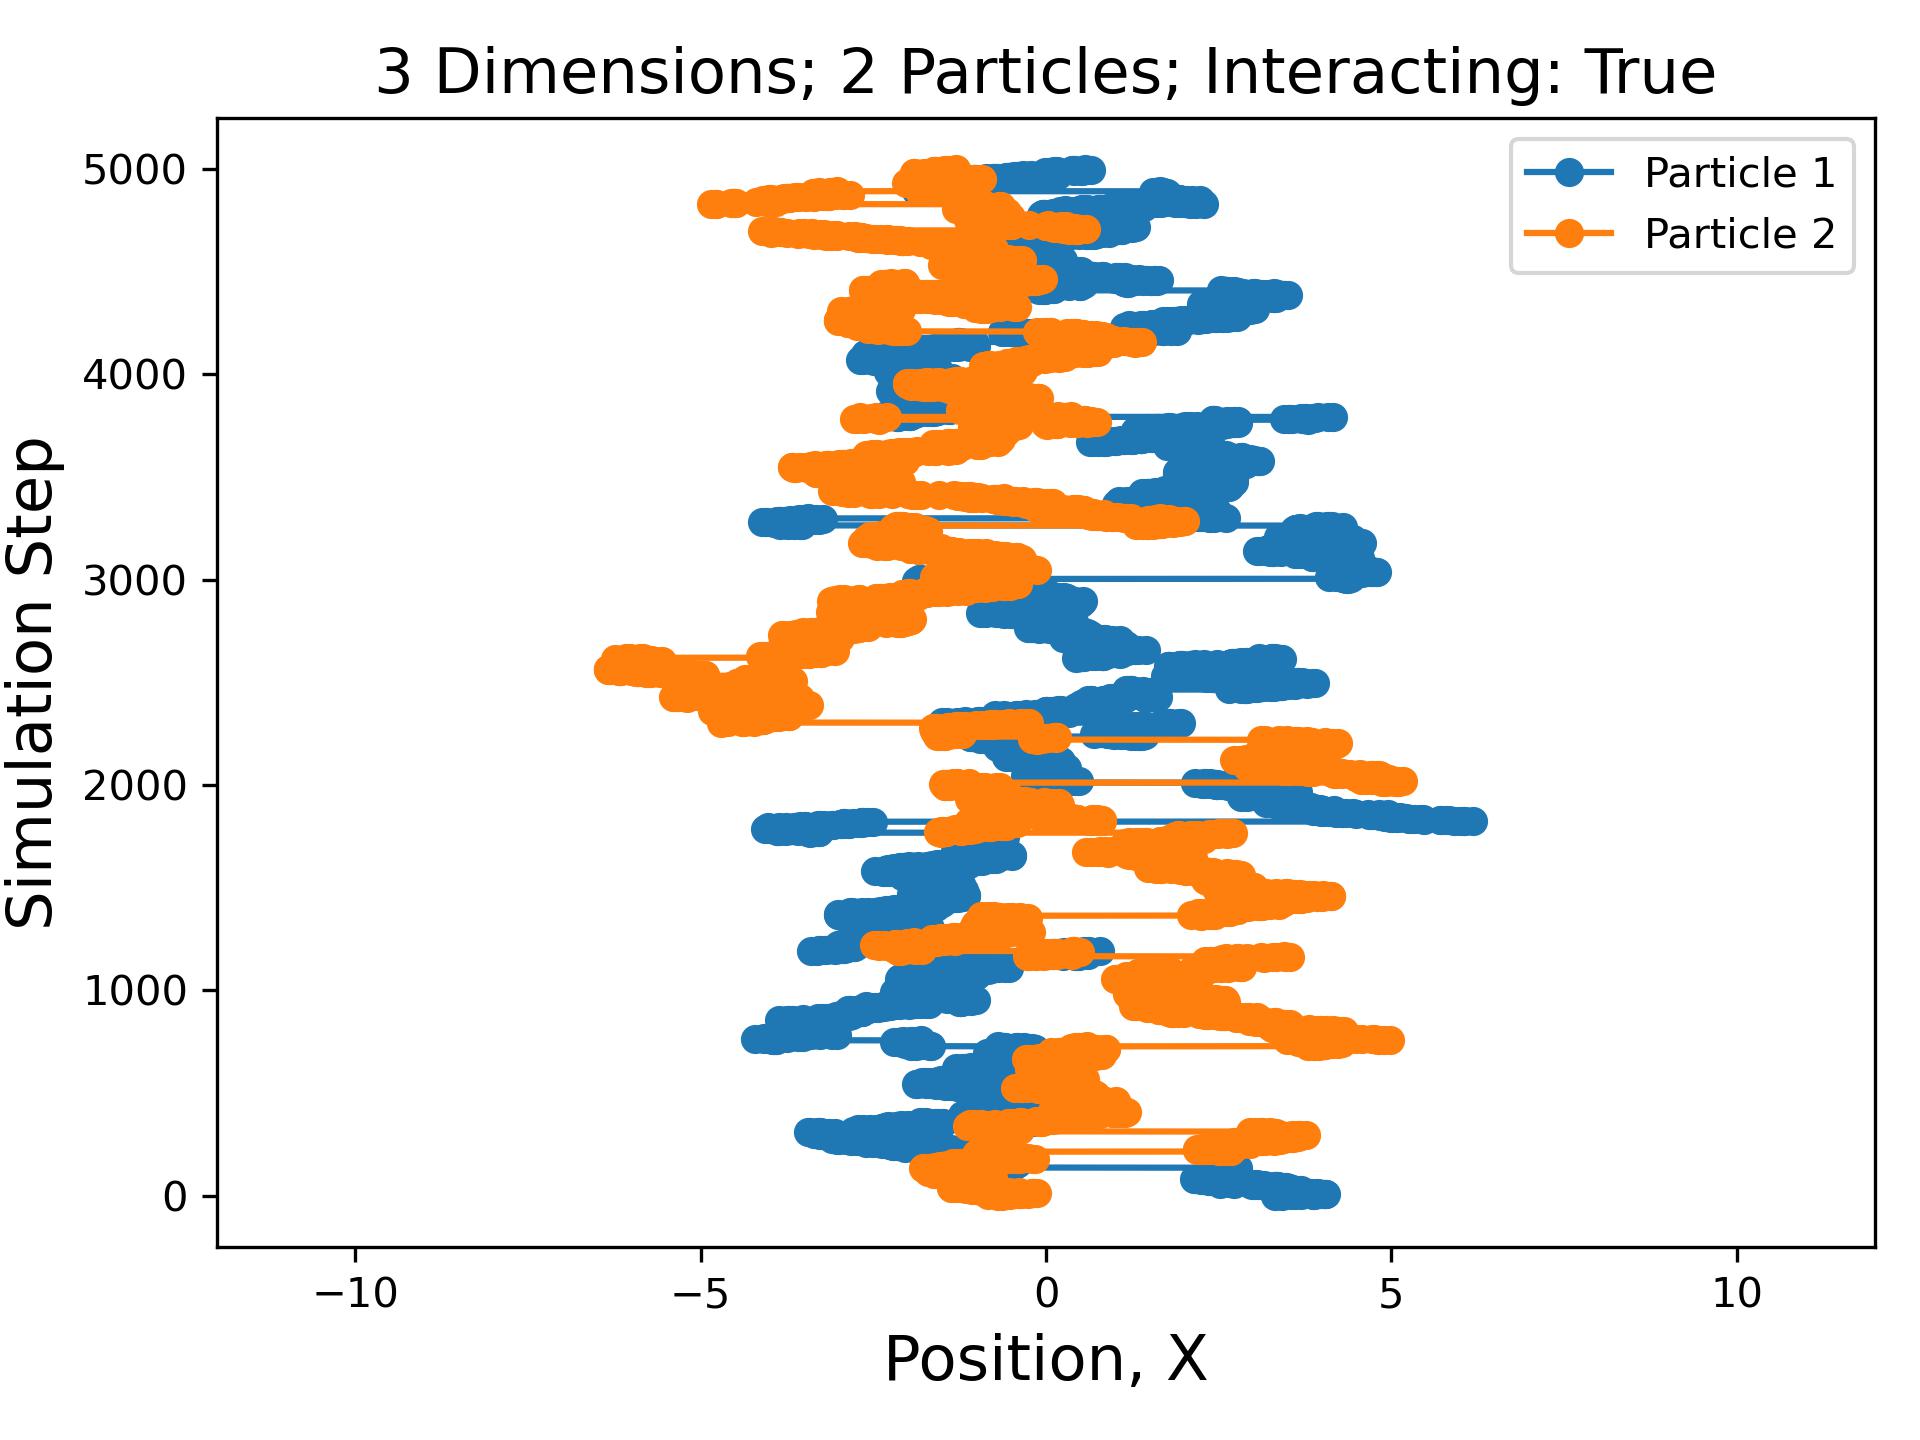 3 Dimensions; 2 Particles; Interacting: True
Particle 1
Particle 2
Simulation Step
5000
4000
3000
2000
1000
0
−10
−5
0
5
10
Position, X